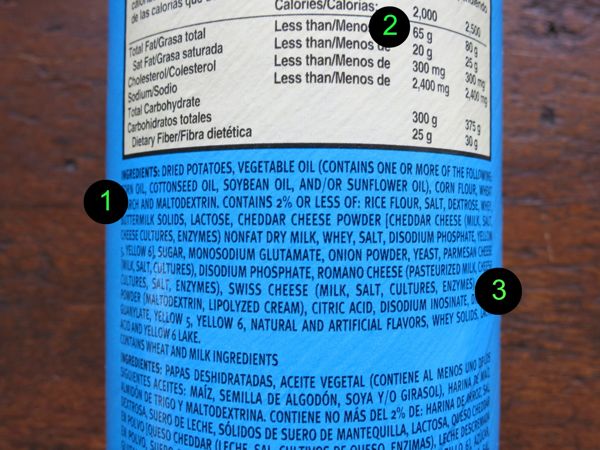 de las calorías que
Calories/Calorías:
2,000
2,500
Total Fat/Grasa total
Less than/Menos
65 g
80 g
Sat Fat/Grasa saturada
Less than/Menos de
20 g
25 g
Cholesterol/Colesterol
Less than/Menos de
300 mg
300 mg
Sodium/Sodio
Less than/Menos de
2,400 mg
2,400 mg
Total Carbohydrate
Carbohidratos totales
300 g
375 g
Dietary Fiber/Fibra dietética
25 g
30 g
2
INGREDIENTS: DRIED POTATOES, VEGETABLE OIL (CONTAINS ONE OR MORE OF THE FOLLOWING:
OIL, COTTONSEED OIL, SOYBEAN OIL, AND/OR SUNFLOWER OIL), CORN FLOUR, WHEAT
AND MALTODEXTRIN. CONTAINS 2% OR LESS OF: RICE FLOUR, SALT, DEXTROSE, WHEY,
1
BUTTERMILK SOLIDS, LACTOSE, CHEDDAR CHEESE POWDER [CHEDDAR CHEESE (MILK, SALT,
CHEESE CULTURES, ENZYMES) NONFAT DRY MILK, WHEY, SALT, DISODIUM PHOSPHATE, YELLOW
5, YELLOW 6], SUGAR, MONOSODIUM GLUTAMATE, ONION POWDER, YEAST, PARMESAN CHEESE
(MILK, SALT, CULTURES), DISODIUM PHOSPHATE, ROMANO CHEESE (PASTEURIZED MILK, CHEESE
CULTURES, SALT, ENZYMES), SWISS CHEESE (MILK, SALT, CULTURES, ENZYMES)
3
POWDER (MALTODEXTRIN, LIPOLYZED CREAM), CITRIC ACID, DISODIUM INOSINATE,
GUANYLATE, YELLOW 5, YELLOW 6, NATURAL AND ARTIFICIAL FLAVORS, WHEY SOLIDS,
ACID AND YELLOW 6 LAKE.
CONTAINS WHEAT AND MILK INGREDIENTS
INGREDIENTES: PAPAS DESHIDRATADAS, ACEITE VEGETAL (CONTIENE AL MENOS UNO DE LOS
SIGUIENTES ACEITES: MAÍZ, SEMILLA DE ALGODÓN, SOYA Y/O GIRASOL), HARINA DE MAÍZ,
ALMIDÓN DE TRIGO Y MALTODEXTRINA. CONTIENE NO MÁS DEL 2% DE: HARINA DE ARROZ, SAL,
DEXTROSA, SUERO DE LECHE, SÓLIDOS DE SUERO DE MANTEQUILLA, LACTOSA, QUESO CHEDDAR
EN POLVO [QUESO CHEDDAR (LECHE, SAL, CULTIVOS DE QUESO, ENZIMAS), LECHE DESCREMADA